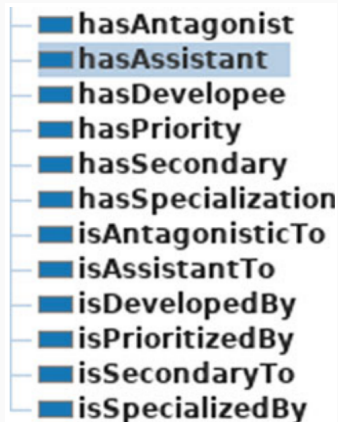 hasAntagonist
hasAssistant
hasDevelopee
hasPriority
hasSecondary
hasSpecialization
isAntagonisticTo
isAssistantTo
isDevelopedBy
isPrioritizedBy
isSecondaryTo
isSpecializedBy